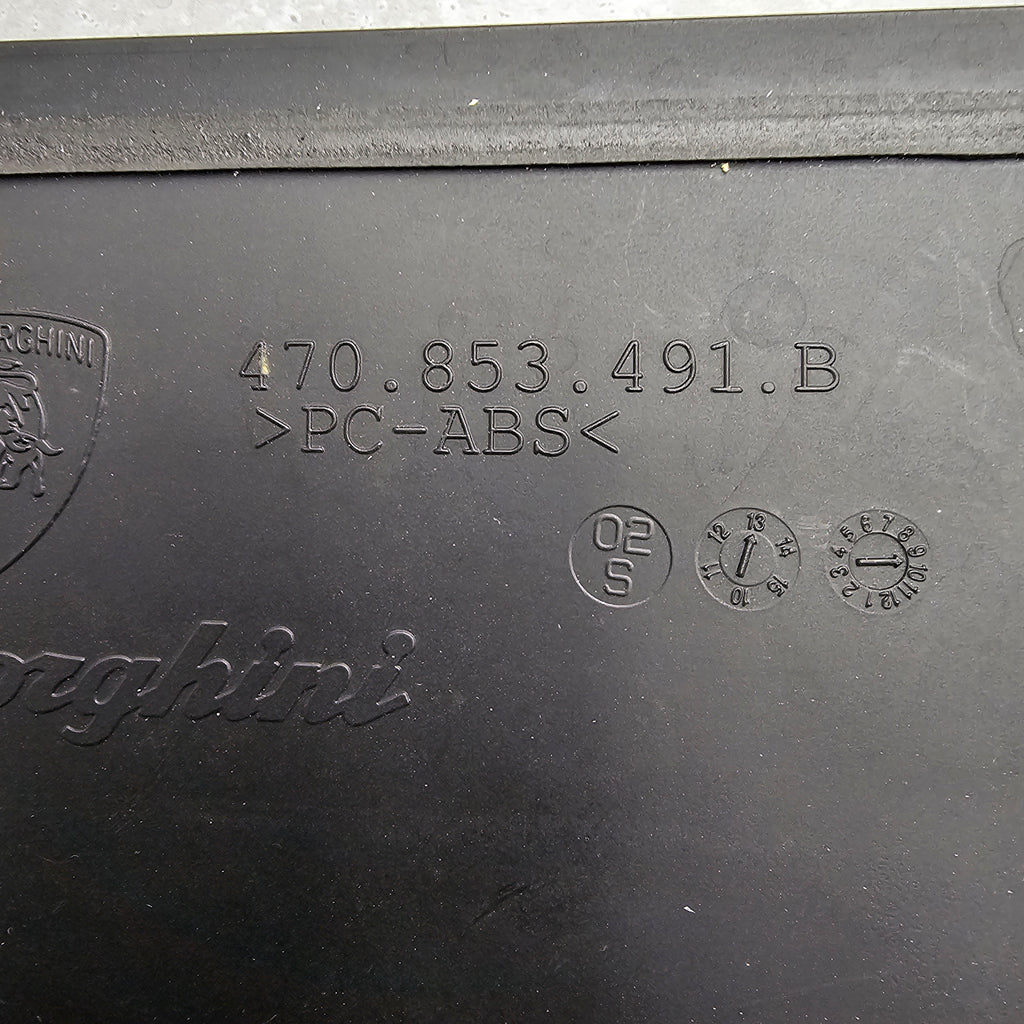 RGHINI
470.853.491.B
>PC-ABS<
02
S
10 11 12 13 14 15
1 2 3 4 5 6 7 8 9 10 11 12
orghini